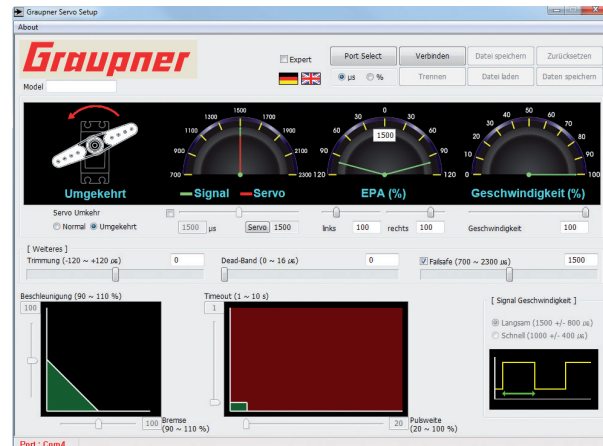 Graupner Servo Setup
About
Graupner
Model
Expert
Port Select
Verbinden
Datei speichern
Zurücksetzen
µs
%
Trennen
Datei laden
Daten speichern
700 900 1100 1300 1500 1700 1900 2100 2300
120 90 60 30 0 30 60 90 120
1500
0 10 20 30 40 50 60 70 80 90 100
Umgekehrt
Signal
Servo
EPA (%)
Geschwindigkeit (%)
Servo Umkehr
Normal
Umgekehrt
1500 µs
Servo 1500
links 100
rechts 100
Geschwindigkeit 100
[ Weiteres ]
Trimmung (-120 ~ +120 µs) 0
Dead-Band (0 ~ 16 µs) 0
Failsafe (700 ~ 2300 µs) 1500
Beschleunigung (90 ~ 110 %)
100
100
Bremse
(90 ~ 110 %)
Timeout (1 ~ 10 s)
1
20
Pulsweite
(20 ~ 100 %)
[ Signal Geschwindigkeit ]
Langsam (1500 +/- 800 µs)
Schnell (1000 +/- 400 µs)
Port : Com4